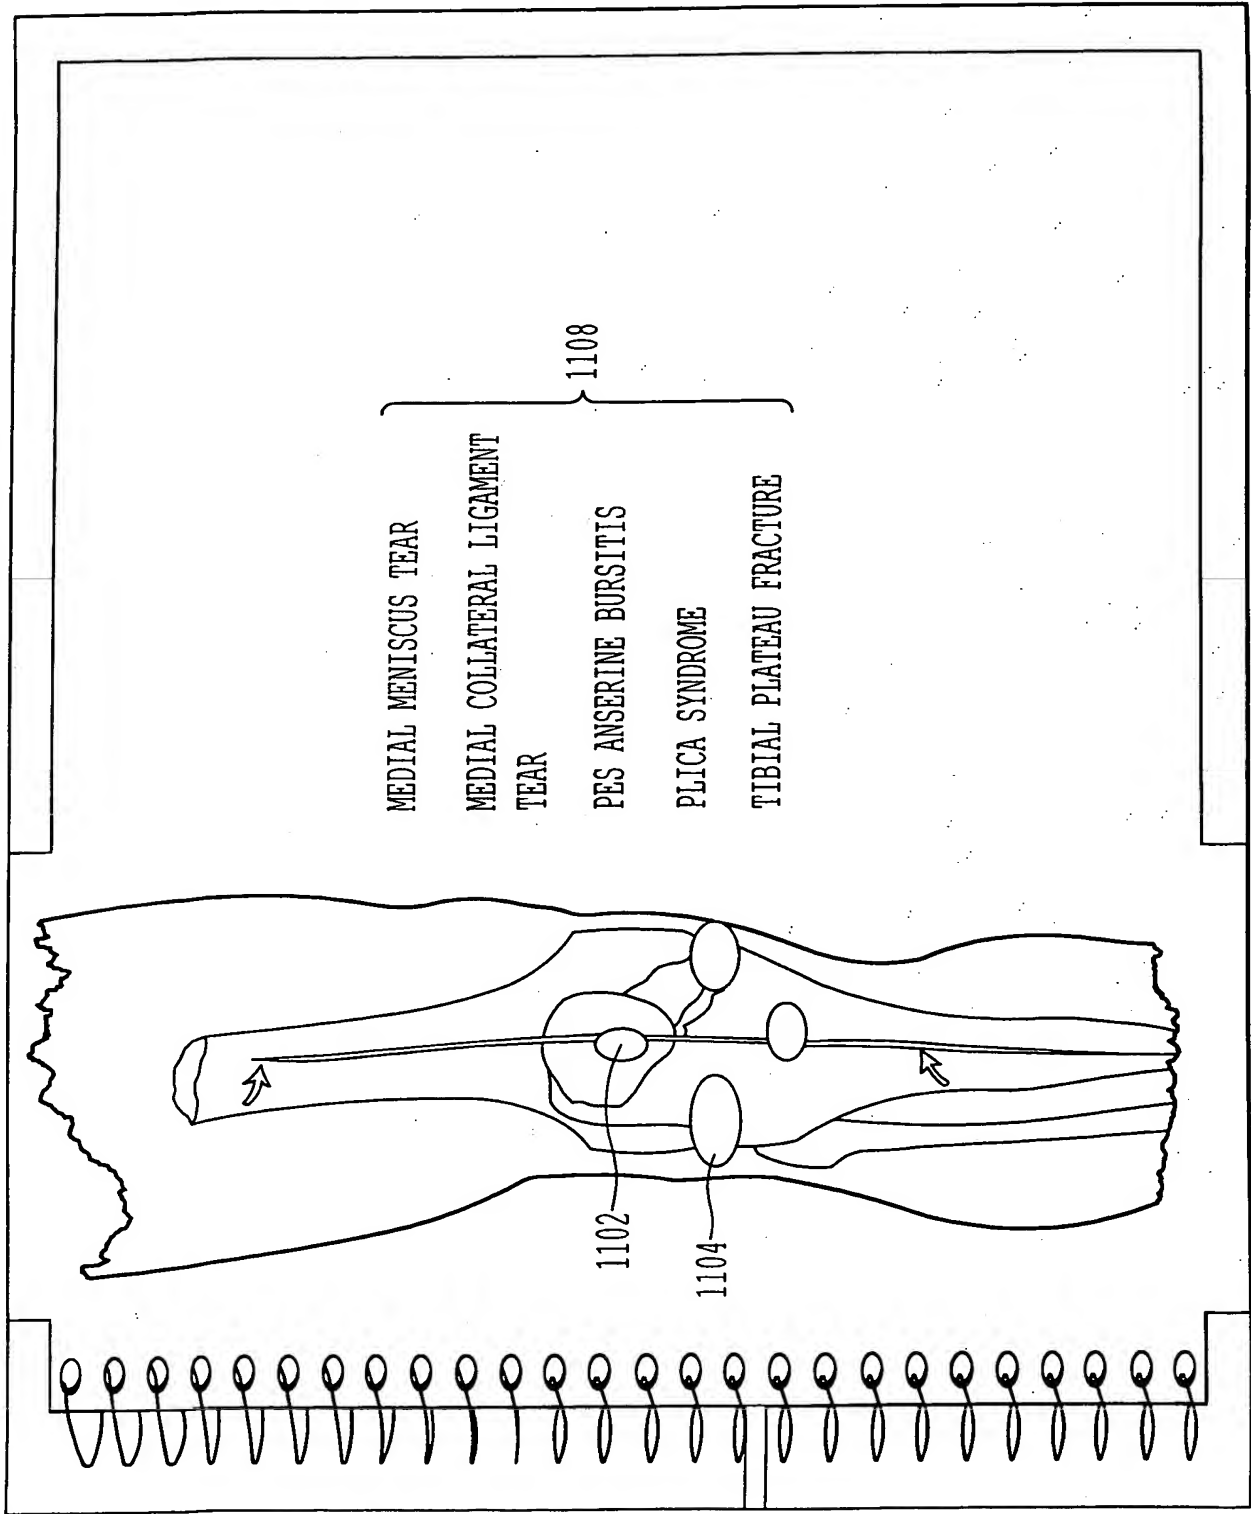 MEDIAL MENISCUS TEAR
MEDIAL COLLATERAL LIGAMENT
TEAR
PES ANSERINE BURSITIS
PLICA SYNDROME
TIBIAL PLATEAU FRACTURE
1108
1102
1104